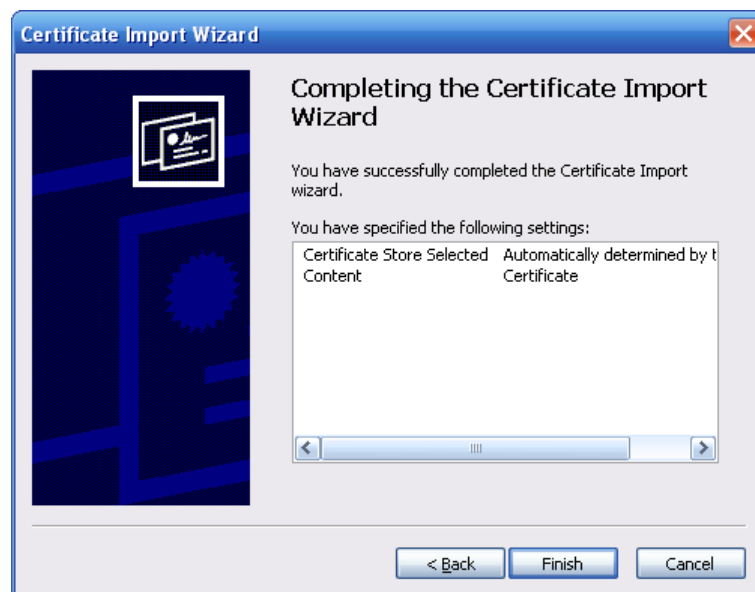 Certificate Import Wizard
Completing the Certificate Import
Wizard
You have successfully completed the Certificate Import
wizard.
You have specified the following settings:
Certificate Store Selected Automatically determined by t
Content Certificate
< Back Finish Cancel